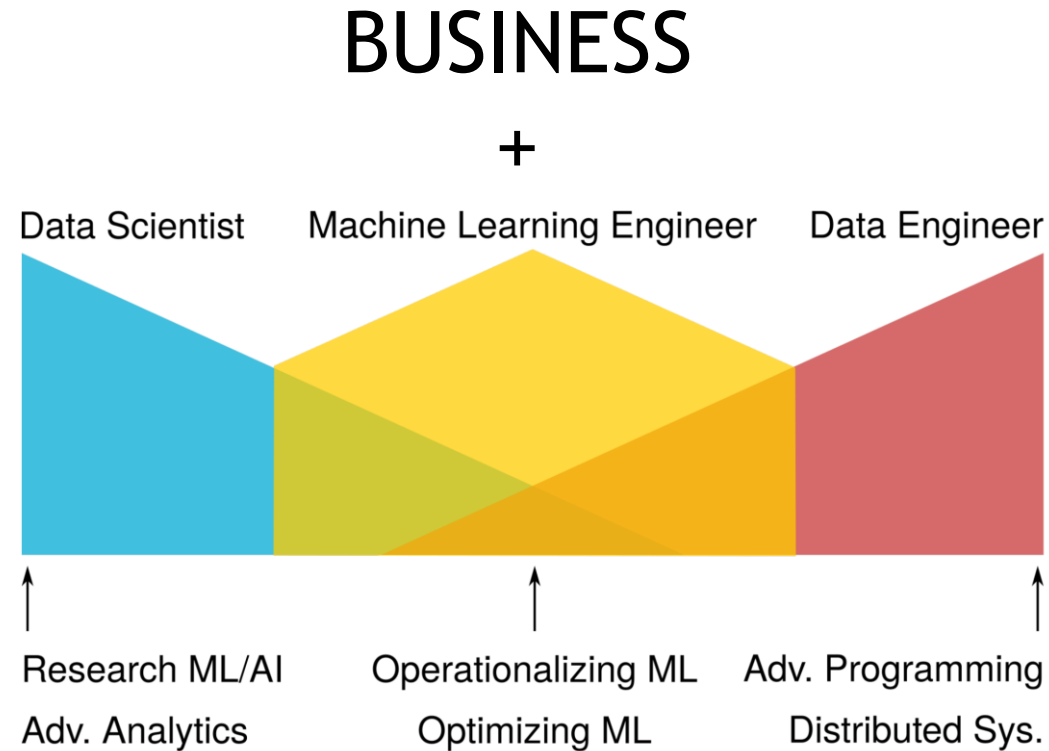 BUSINESS
+
Data Scientist Machine Learning Engineer Data Engineer
Research ML/AI Operationalizing ML Adv. Programming
Adv. Analytics Optimizing ML Distributed Sys.